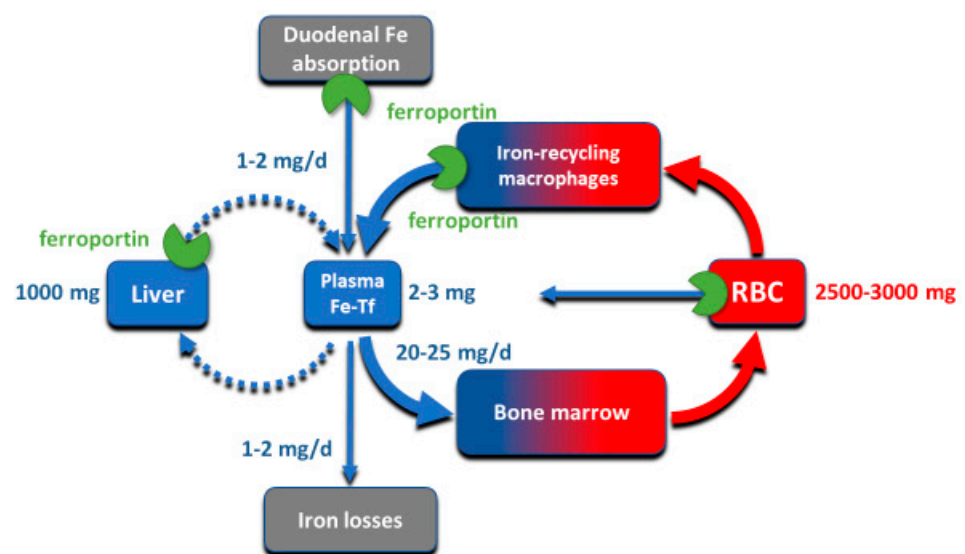 Duodenal Fe
absorption
ferroportin
1-2 mg/d
Iron-recycling
macrophages
ferroportin
ferroportin
1000 mg
Liver
Plasma
Fe-Tf
2-3 mg
RBC
2500-3000 mg
20-25 mg/d
Bone marrow
1-2 mg/d
Iron losses